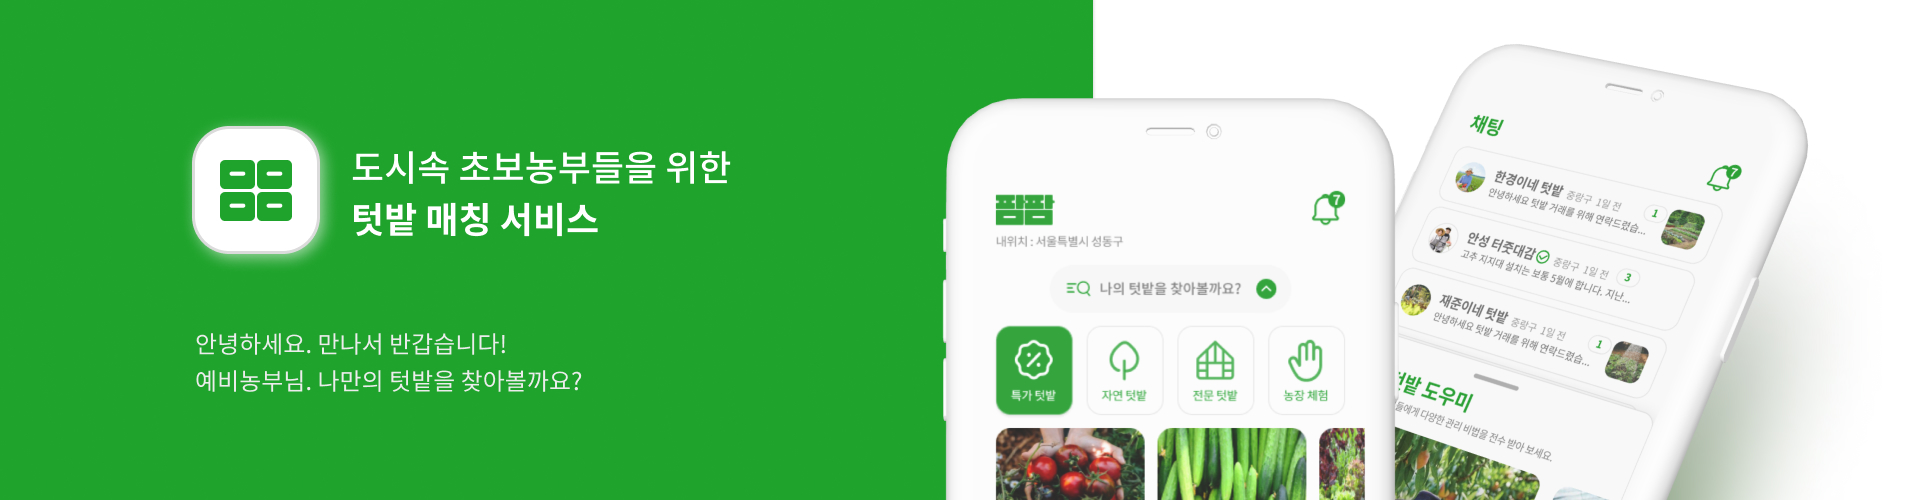 도시속 초보농부들을 위한
텃밭 매칭 서비스
안녕하세요. 만나서 반갑습니다!
예비농부님. 나만의 텃밭을 찾아볼까요?
팜팜
7
내위치 : 서울특별시 성동구
나의 텃밭을 찾아볼까요?
특가 텃밭
자연 텃밭
전문 텃밭
농장 체험
채팅
7
한경이네 텃밭 중랑구 1일 전
안녕하세요 텃밭 거래를 위해 연락드렸습...
1
안성 터줏대감 중랑구 1일 전
고추 지지대 설치는 보통 5월에 합니다. 지난...
3
재준이네 텃밭 중랑구 1일 전
안녕하세요 텃밭 거래를 위해 연락드렸습...
1
텃밭 도우미
들에게 다양한 관리 비법을 전수 받아 보세요.